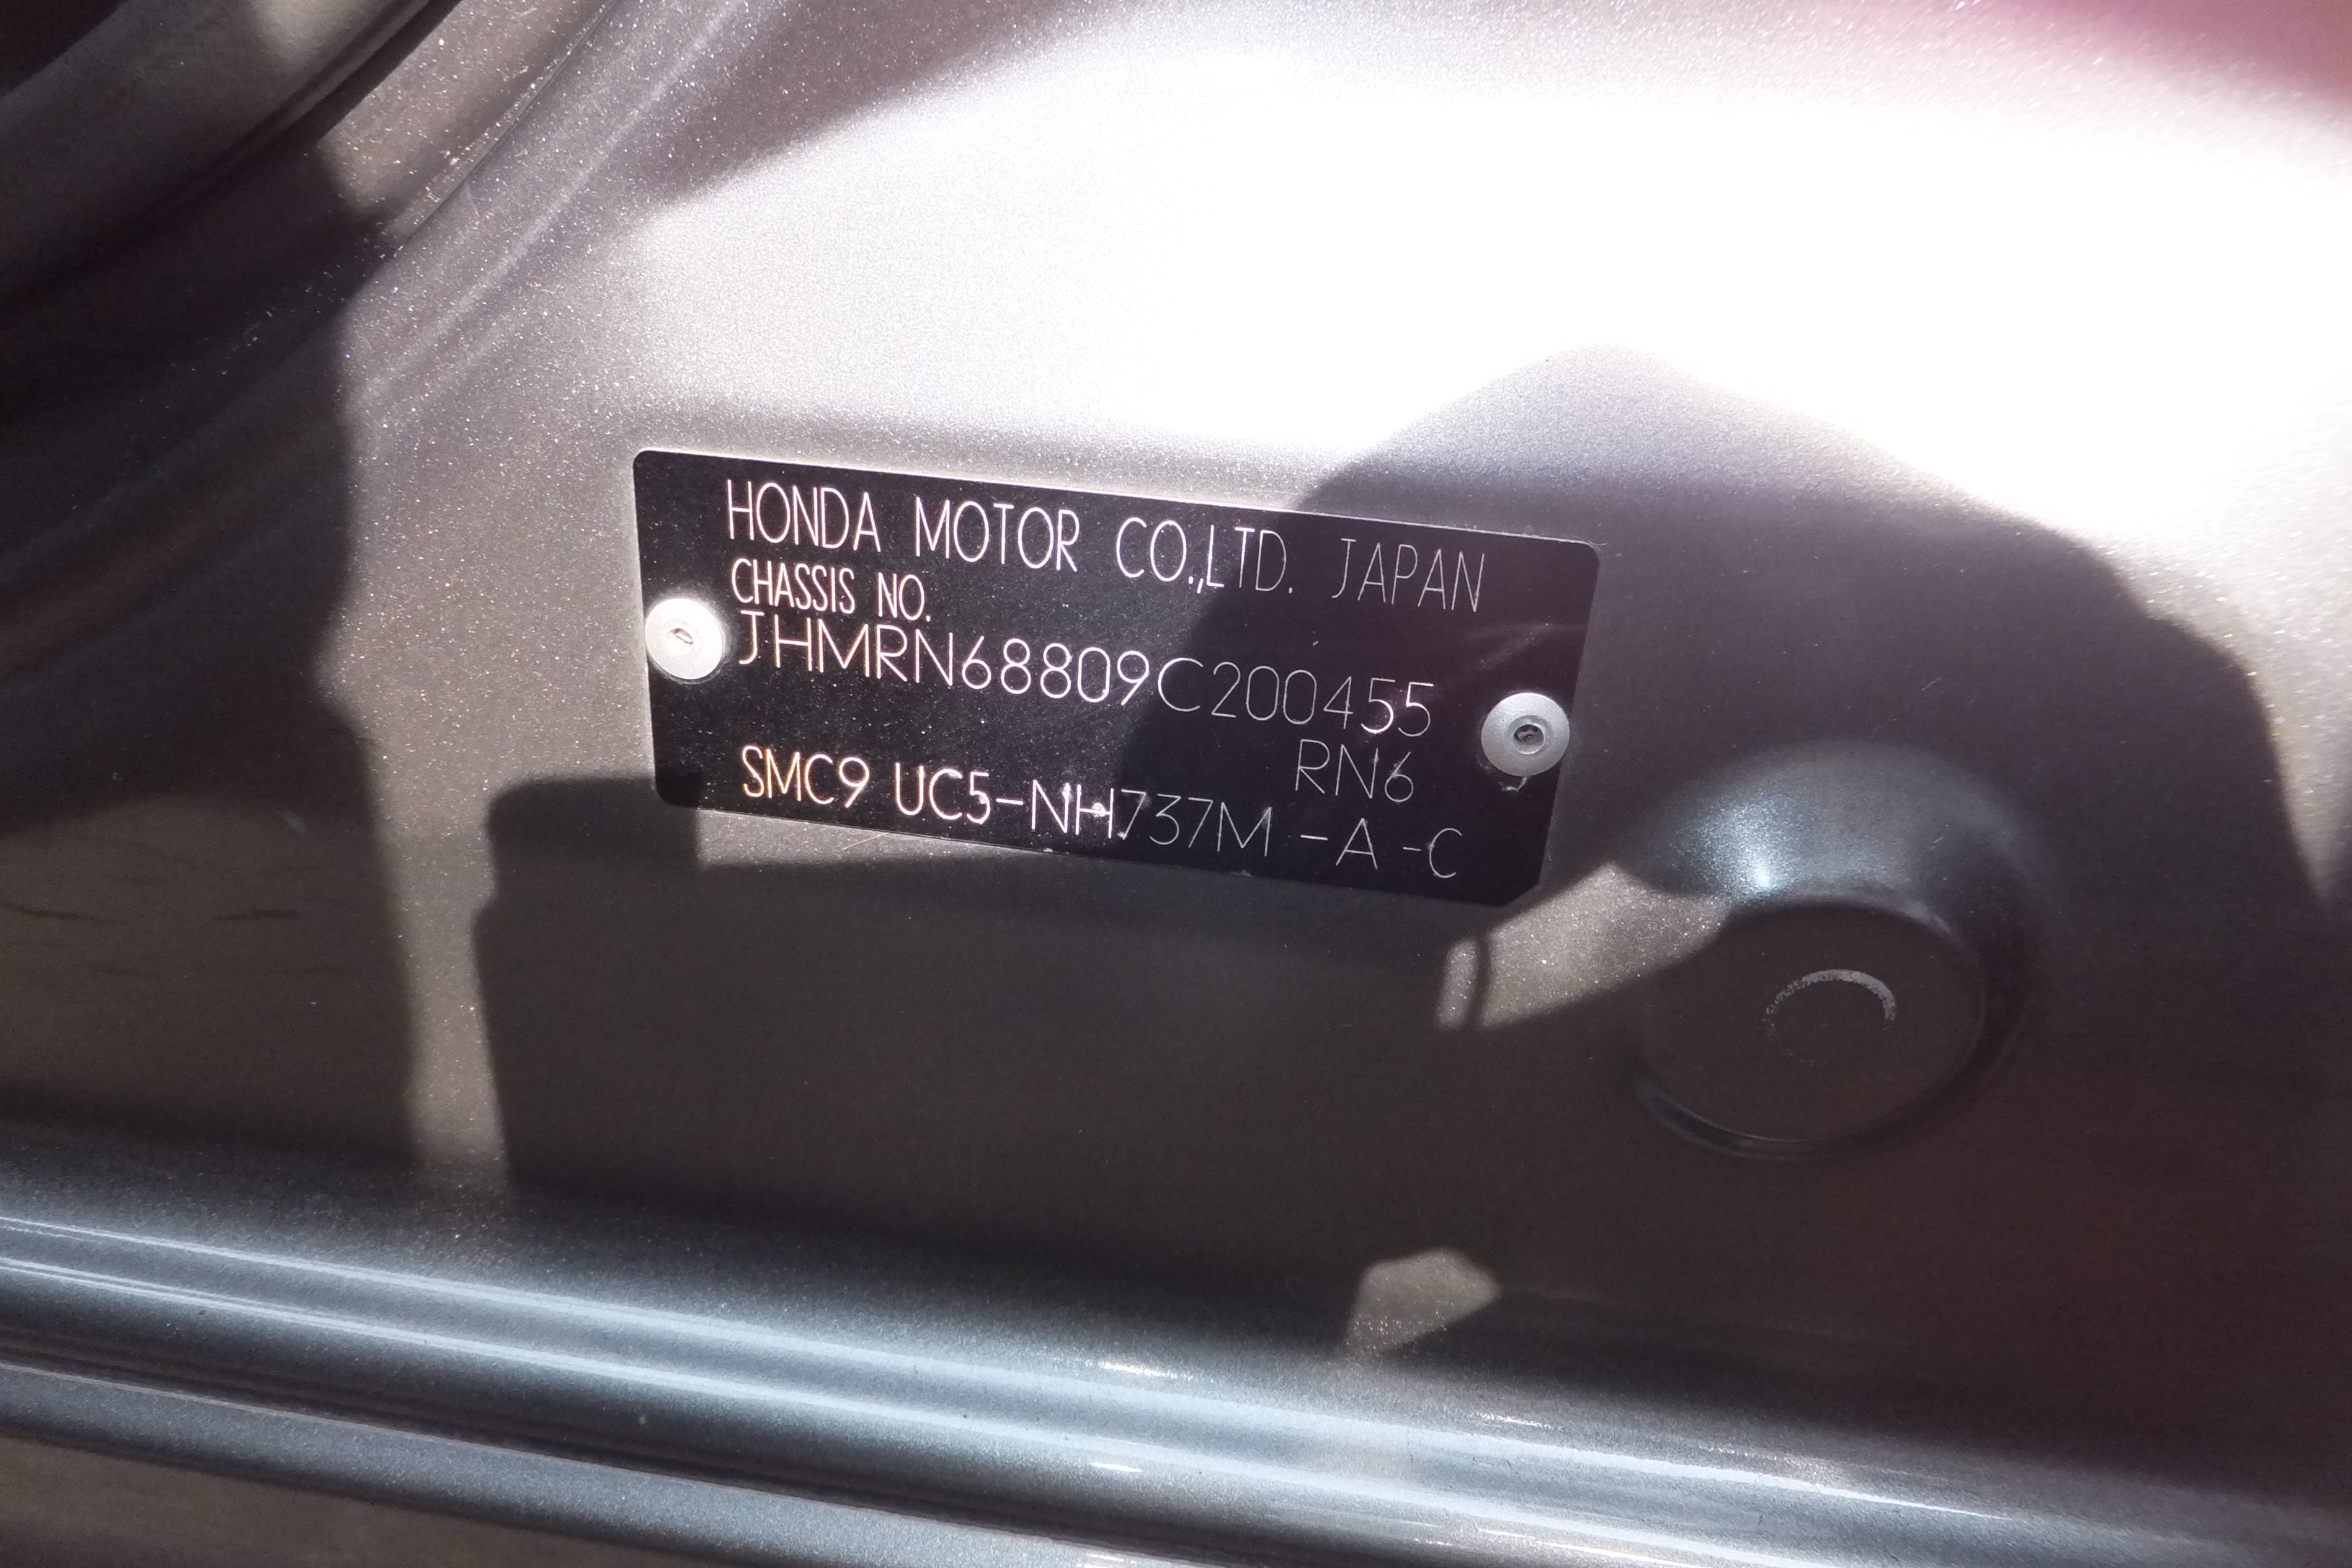 HONDA MOTOR CO.,LTD. JAPAN
CHASSIS NO.
JHMRN68809C200455
RN6
SMC9 UC5-NH737M -A -C